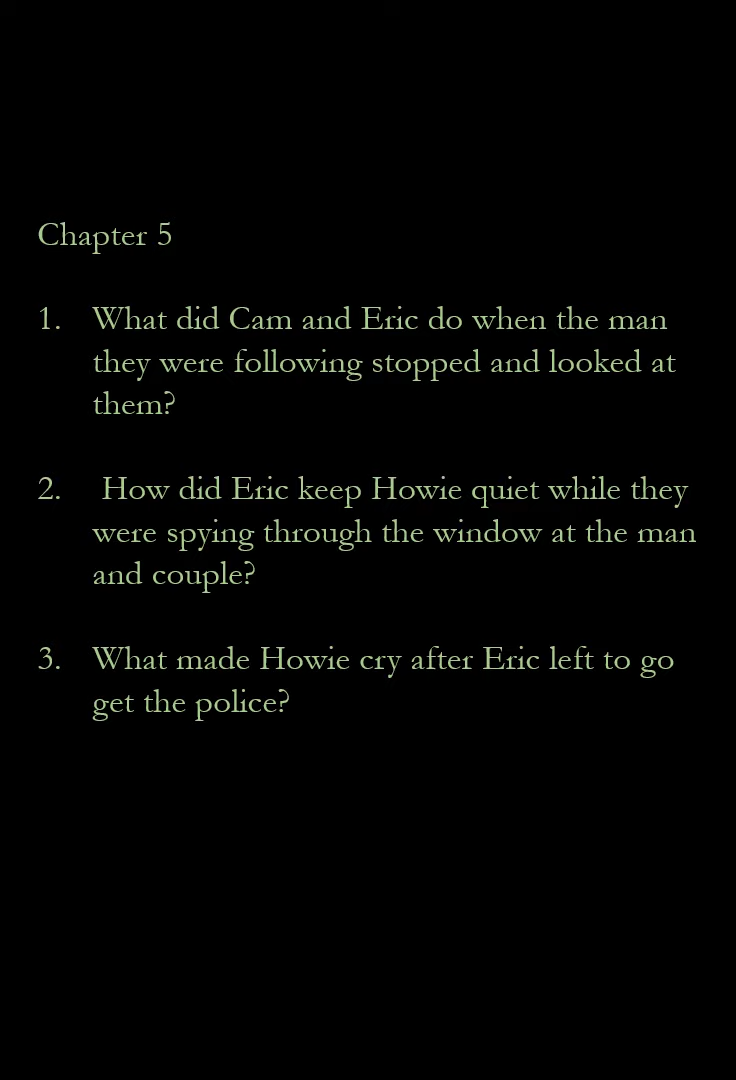 Chapter 5
1. What did Cam and Eric do when the man
they were following stopped and looked at
them?
2. How did Eric keep Howie quiet while they
were spying through the window at the man
and couple?
3. What made Howie cry after Eric left to go
get the police?